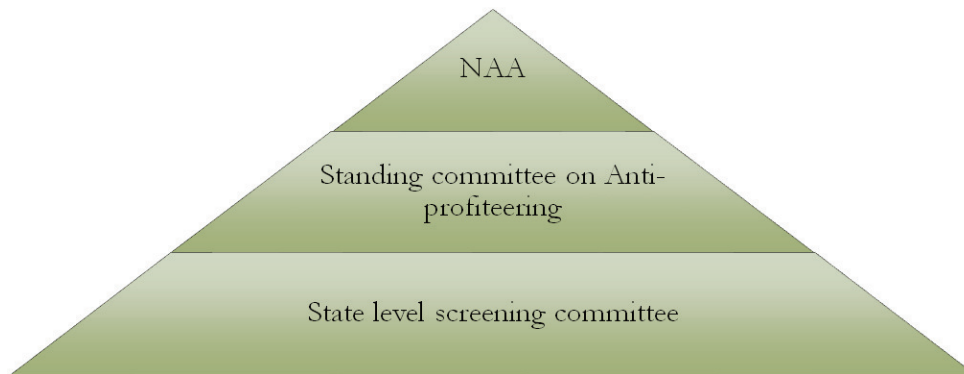 NAA
Standing committee on Anti-
profiteering
State level screening committee